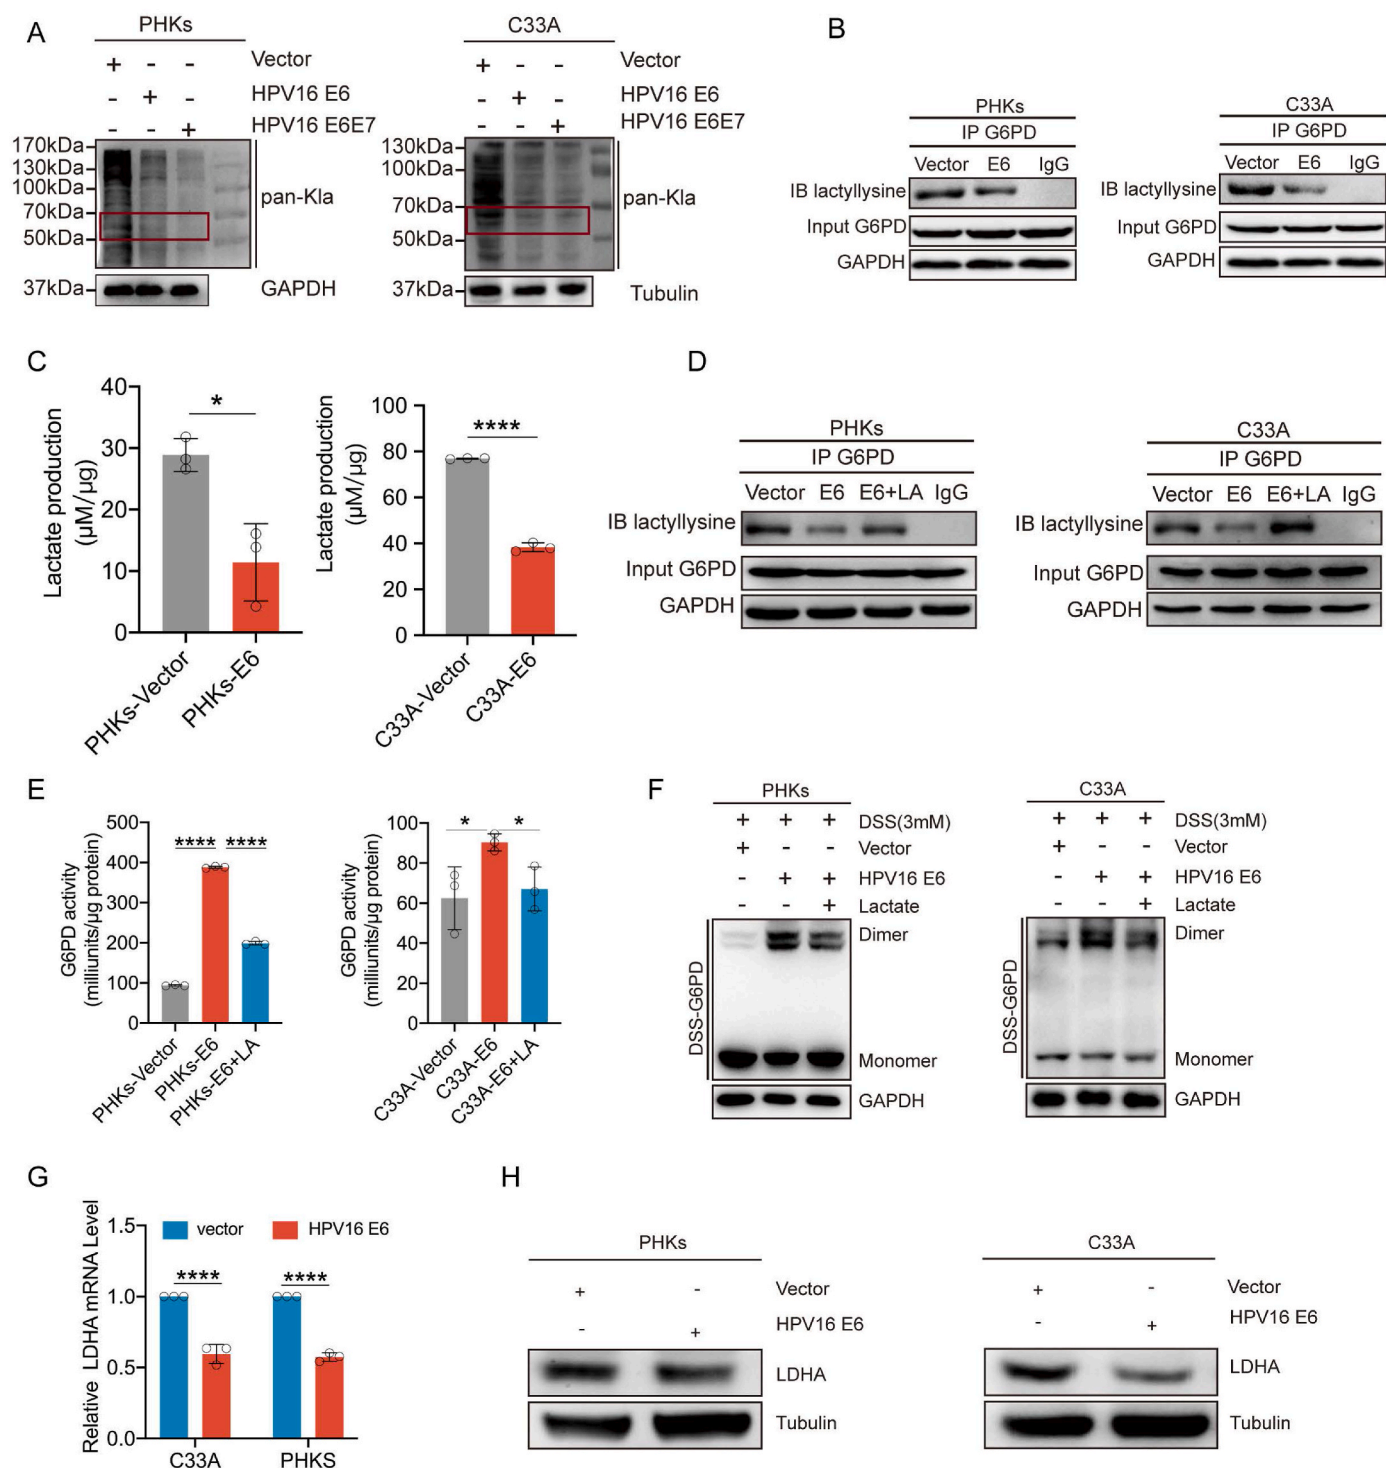 A
PHKs
+ - - Vector
- + - HPV16 E6
- - + HPV16 E6E7
170kDa
130kDa
100kDa
70kDa
50kDa
pan-Kla
37kDa
GAPDH
C33A
+ - - Vector
- + - HPV16 E6
- - + HPV16 E6E7
130kDa
100kDa
70kDa
50kDa
pan-Kla
37kDa
Tubulin
B
PHKs
IP G6PD
Vector E6 IgG
IB lactyllysine
Input G6PD
GAPDH
C33A
IP G6PD
Vector E6 IgG
IB lactyllysine
Input G6PD
GAPDH
C
Lactate production
(μM/μg)
40
30
20
10
0
*
PHKs-Vector
PHKs-E6
Lactate production
(μM/μg)
100
80
60
40
20
0
****
C33A-Vector
C33A-E6
D
PHKs
IP G6PD
Vector E6 E6+LA IgG
IB lactyllysine
Input G6PD
GAPDH
C33A
IP G6PD
Vector E6 E6+LA IgG
IB lactyllysine
Input G6PD
GAPDH
E
G6PD activity
(milliunits/μg protein)
500
400
300
200
100
0
**** ****
PHKs-Vector
PHKs-E6
PHKs-E6+LA
G6PD activity
(milliunits/μg protein)
100
80
60
40
20
0
* *
C33A-Vector
C33A-E6
C33A-E6+LA
F
PHKs
+ + + DSS(3mM)
+ - - Vector
- + + HPV16 E6
- - + Lactate
DSS-G6PD
Dimer
Monomer
GAPDH
C33A
+ + + DSS(3mM)
+ - - Vector
- + + HPV16 E6
- - + Lactate
DSS-G6PD
Dimer
Monomer
GAPDH
G
Relative LDHA mRNA Level
vector HPV16 E6
1.5
1.0
0.5
0.0
**** ****
C33A PHKS
H
PHKs
+ - Vector
- + HPV16 E6
LDHA
Tubulin
C33A
+ - Vector
- + HPV16 E6
LDHA
Tubulin